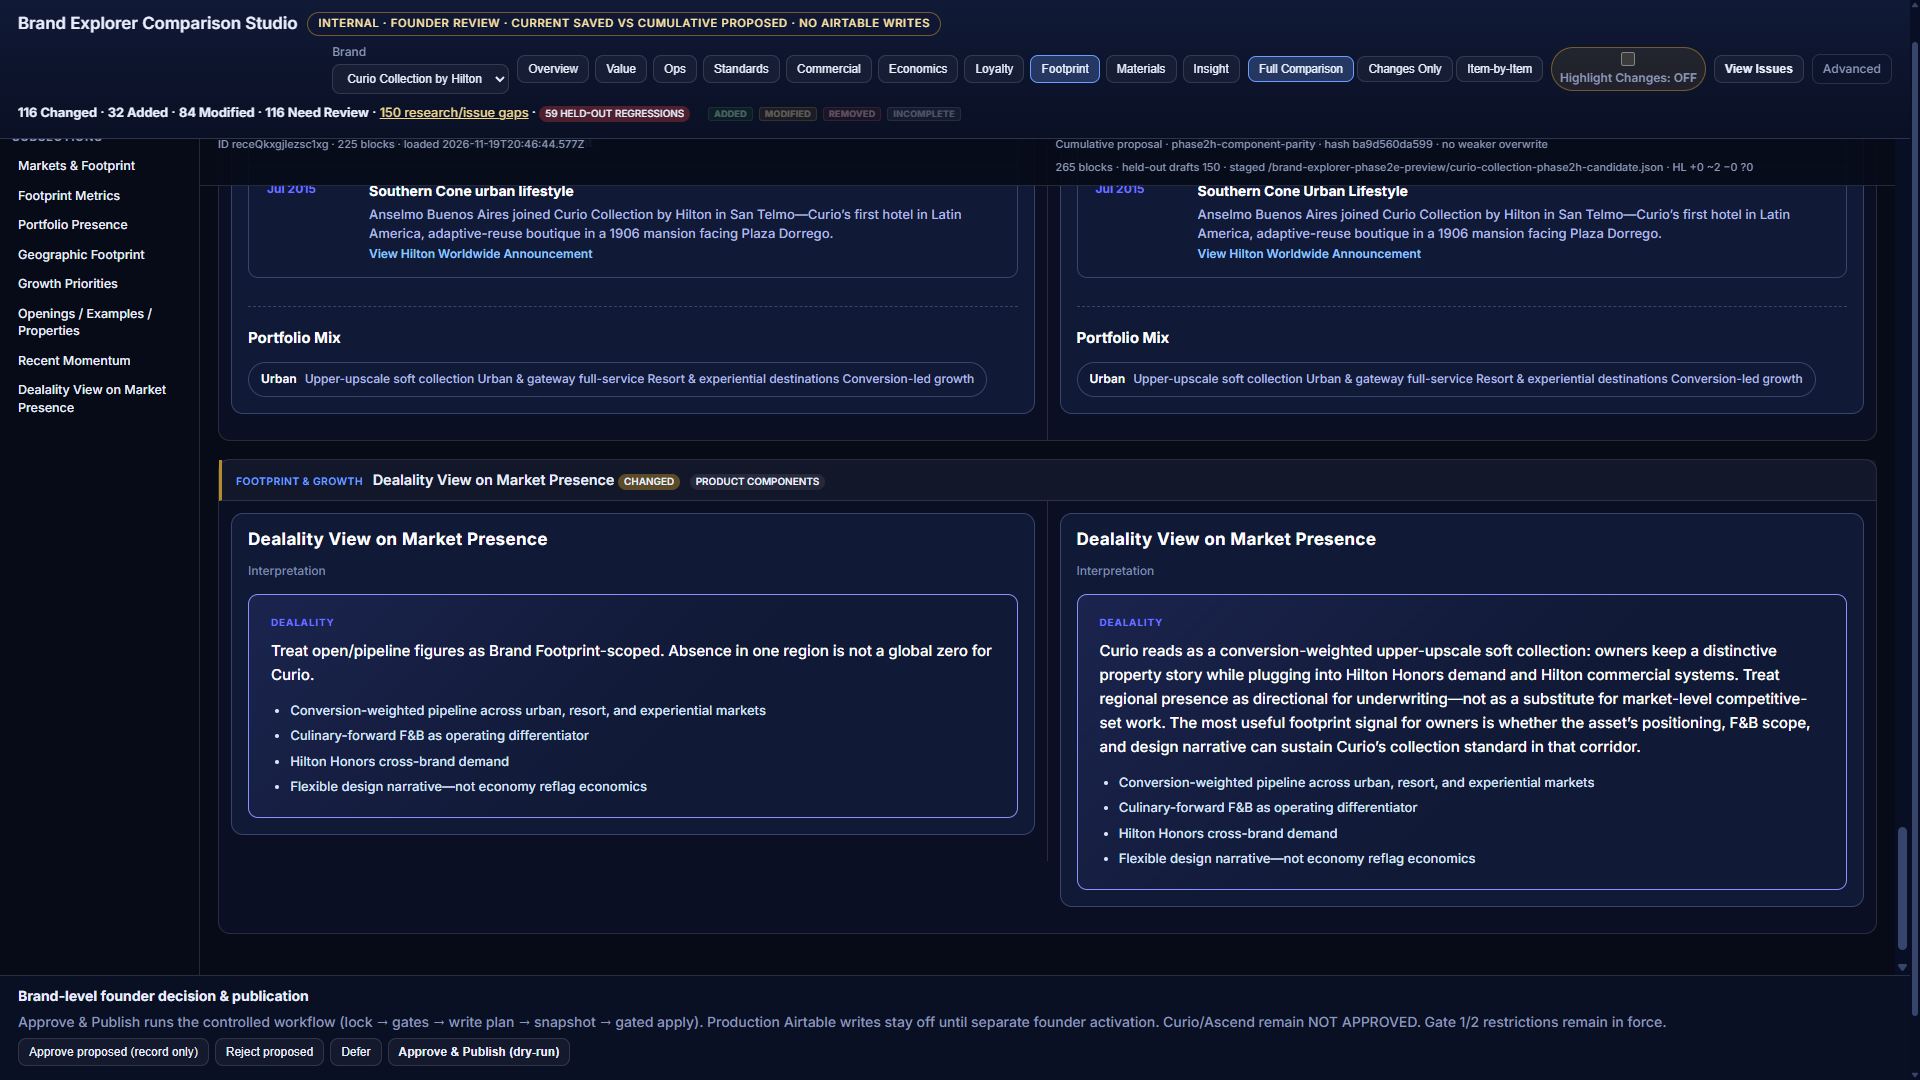 Brand Explorer Comparison Studio
INTERNAL · FOUNDER REVIEW · CURRENT SAVED VS CUMULATIVE PROPOSED · NO AIRTABLE WRITES
Brand
Curio Collection by Hilton
Overview
Value
Ops
Standards
Commercial
Economics
Loyalty
Footprint
Materials
Insight
Full Comparison
Changes Only
Item-by-Item
Highlight Changes: OFF
View Issues
Advanced
116 Changed · 32 Added · 84 Modified · 116 Need Review · 150 research/issue gaps · 59 HELD-OUT REGRESSIONS
ADDED
MODIFIED
REMOVED
INCOMPLETE
Markets & Footprint
Footprint Metrics
Portfolio Presence
Geographic Footprint
Growth Priorities
Openings / Examples /
Properties
Recent Momentum
Dealality View on Market
Presence
ID receQkxgjlezsc1xg · 225 blocks · loaded 2026-11-19T20:46:44.577Z
Cumulative proposal · phase2h-component-parity · hash ba9d560da599 · no weaker overwrite
265 blocks · held-out drafts 150 · staged /brand-explorer-phase2e-preview/curio-collection-phase2h-candidate.json · HL +0 ~2 −0 ?0
Jul 2015
Southern Cone urban lifestyle
Anselmo Buenos Aires joined Curio Collection by Hilton in San Telmo—Curio's first hotel in Latin
America, adaptive-reuse boutique in a 1906 mansion facing Plaza Dorrego.
View Hilton Worldwide Announcement
Portfolio Mix
Urban Upper-upscale soft collection Urban & gateway full-service Resort & experiential destinations Conversion-led growth
Jul 2015
Southern Cone Urban Lifestyle
Anselmo Buenos Aires joined Curio Collection by Hilton in San Telmo—Curio's first hotel in Latin
America, adaptive-reuse boutique in a 1906 mansion facing Plaza Dorrego.
View Hilton Worldwide Announcement
Portfolio Mix
Urban Upper-upscale soft collection Urban & gateway full-service Resort & experiential destinations Conversion-led growth
FOOTPRINT & GROWTH Dealality View on Market Presence CHANGED PRODUCT COMPONENTS
Dealality View on Market Presence
Interpretation
DEALALITY
Treat open/pipeline figures as Brand Footprint-scoped. Absence in one region is not a global zero for
Curio.
• Conversion-weighted pipeline across urban, resort, and experiential markets
• Culinary-forward F&B as operating differentiator
• Hilton Honors cross-brand demand
• Flexible design narrative—not economy reflag economics
Dealality View on Market Presence
Interpretation
DEALALITY
Curio reads as a conversion-weighted upper-upscale soft collection: owners keep a distinctive
property story while plugging into Hilton Honors demand and Hilton commercial systems. Treat
regional presence as directional for underwriting—not as a substitute for market-level competitive-
set work. The most useful footprint signal for owners is whether the asset's positioning, F&B scope,
and design narrative can sustain Curio's collection standard in that corridor.
• Conversion-weighted pipeline across urban, resort, and experiential markets
• Culinary-forward F&B as operating differentiator
• Hilton Honors cross-brand demand
• Flexible design narrative—not economy reflag economics
Brand-level founder decision & publication
Approve & Publish runs the controlled workflow (lock → gates → write plan → snapshot → gated apply). Production Airtable writes stay off until separate founder activation. Curio/Ascend remain NOT APPROVED. Gate 1/2 restrictions remain in force.
Approve proposed (record only)
Reject proposed
Defer
Approve & Publish (dry-run)